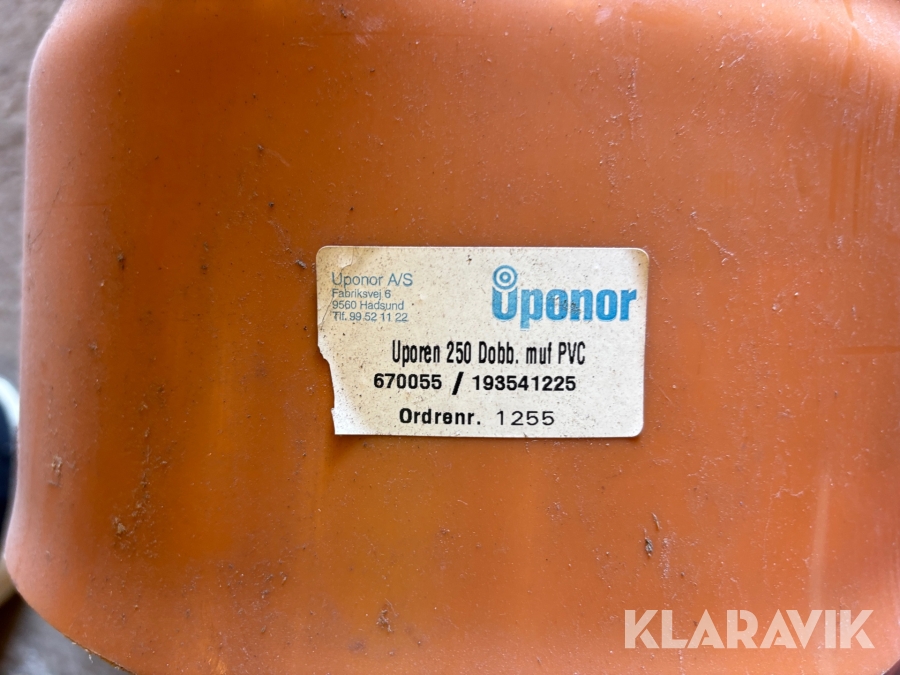 Uponor A/S
Fabriksvej 6
9560 Hadsund
Tlf. 99 52 11 22
Uponor
Uporen 250 Dobb. muf PVC
670055 / 193541225
Ordrenr. 1255
KLARAVIK